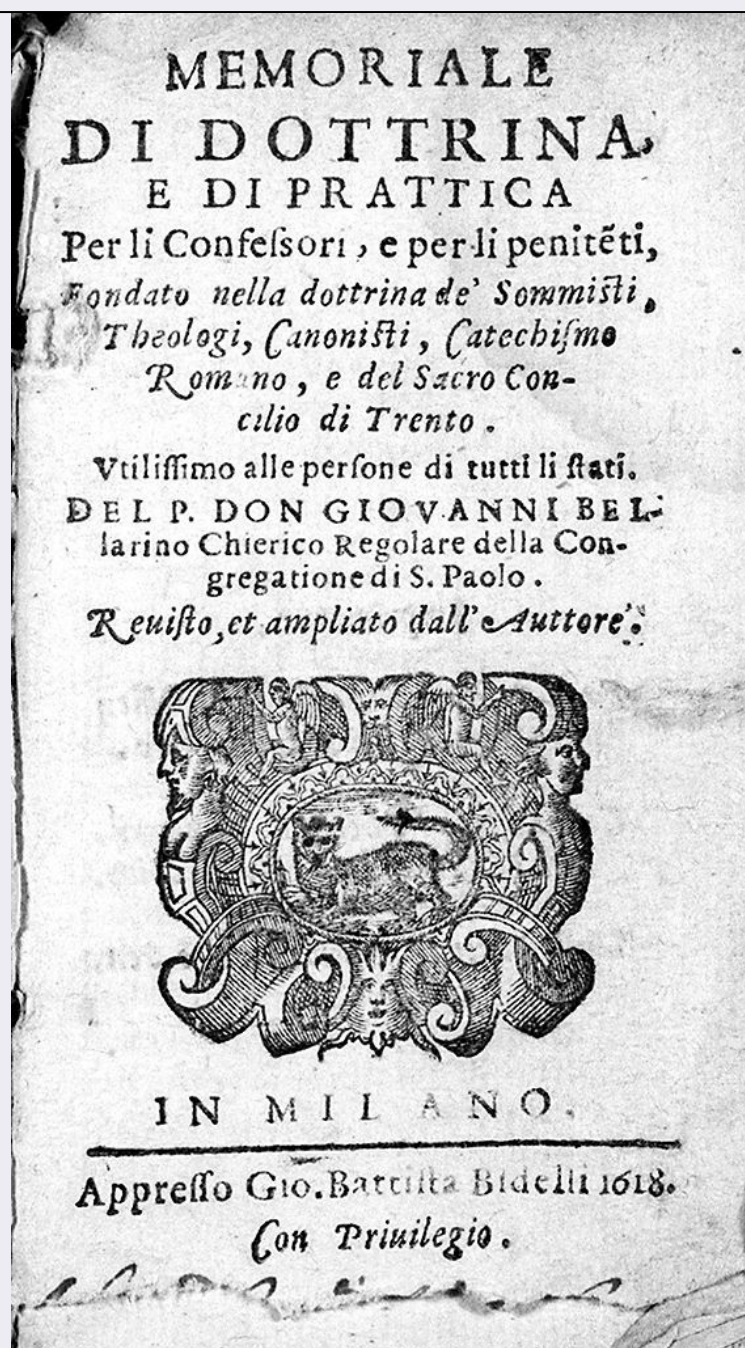 MEMORIALE
DI DOTTRINA,
E DI PRATTICA
Per li Confeſsori, e per li penitẽti,
Fondato nella dottrina de' Sommiſti,
Theologi, Canoniſti, Catechiſmo
Romano, e del Sacro Con-
cilio di Trento.
Vtiliſſimo alle perſone di tutti li ſtati.
DEL P. DON GIOVANNI BEL-
larino Chierico Regolare della Con-
gregatione di S. Paolo.
Reuiſto, et ampliato dall' Auttore.
IN MILANO.
Appreſſo Gio. Battiſta Bidelli 1618.
Con Priuilegio.